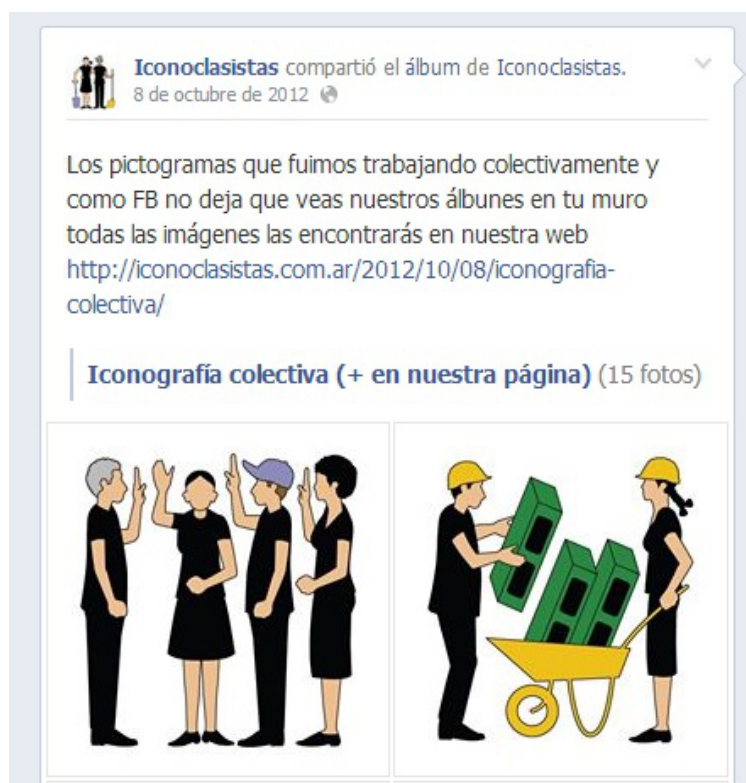 Iconoclasistas compartió el álbum de Iconoclasistas.
8 de octubre de 2012
Los pictogramas que fuimos trabajando colectivamente y
como FB no deja que veas nuestros álbunes en tu muro
todas las imágenes las encontrarás en nuestra web
http://iconoclasistas.com.ar/2012/10/08/iconografia-
colectiva/
Iconografía colectiva (+ en nuestra página) (15 fotos)